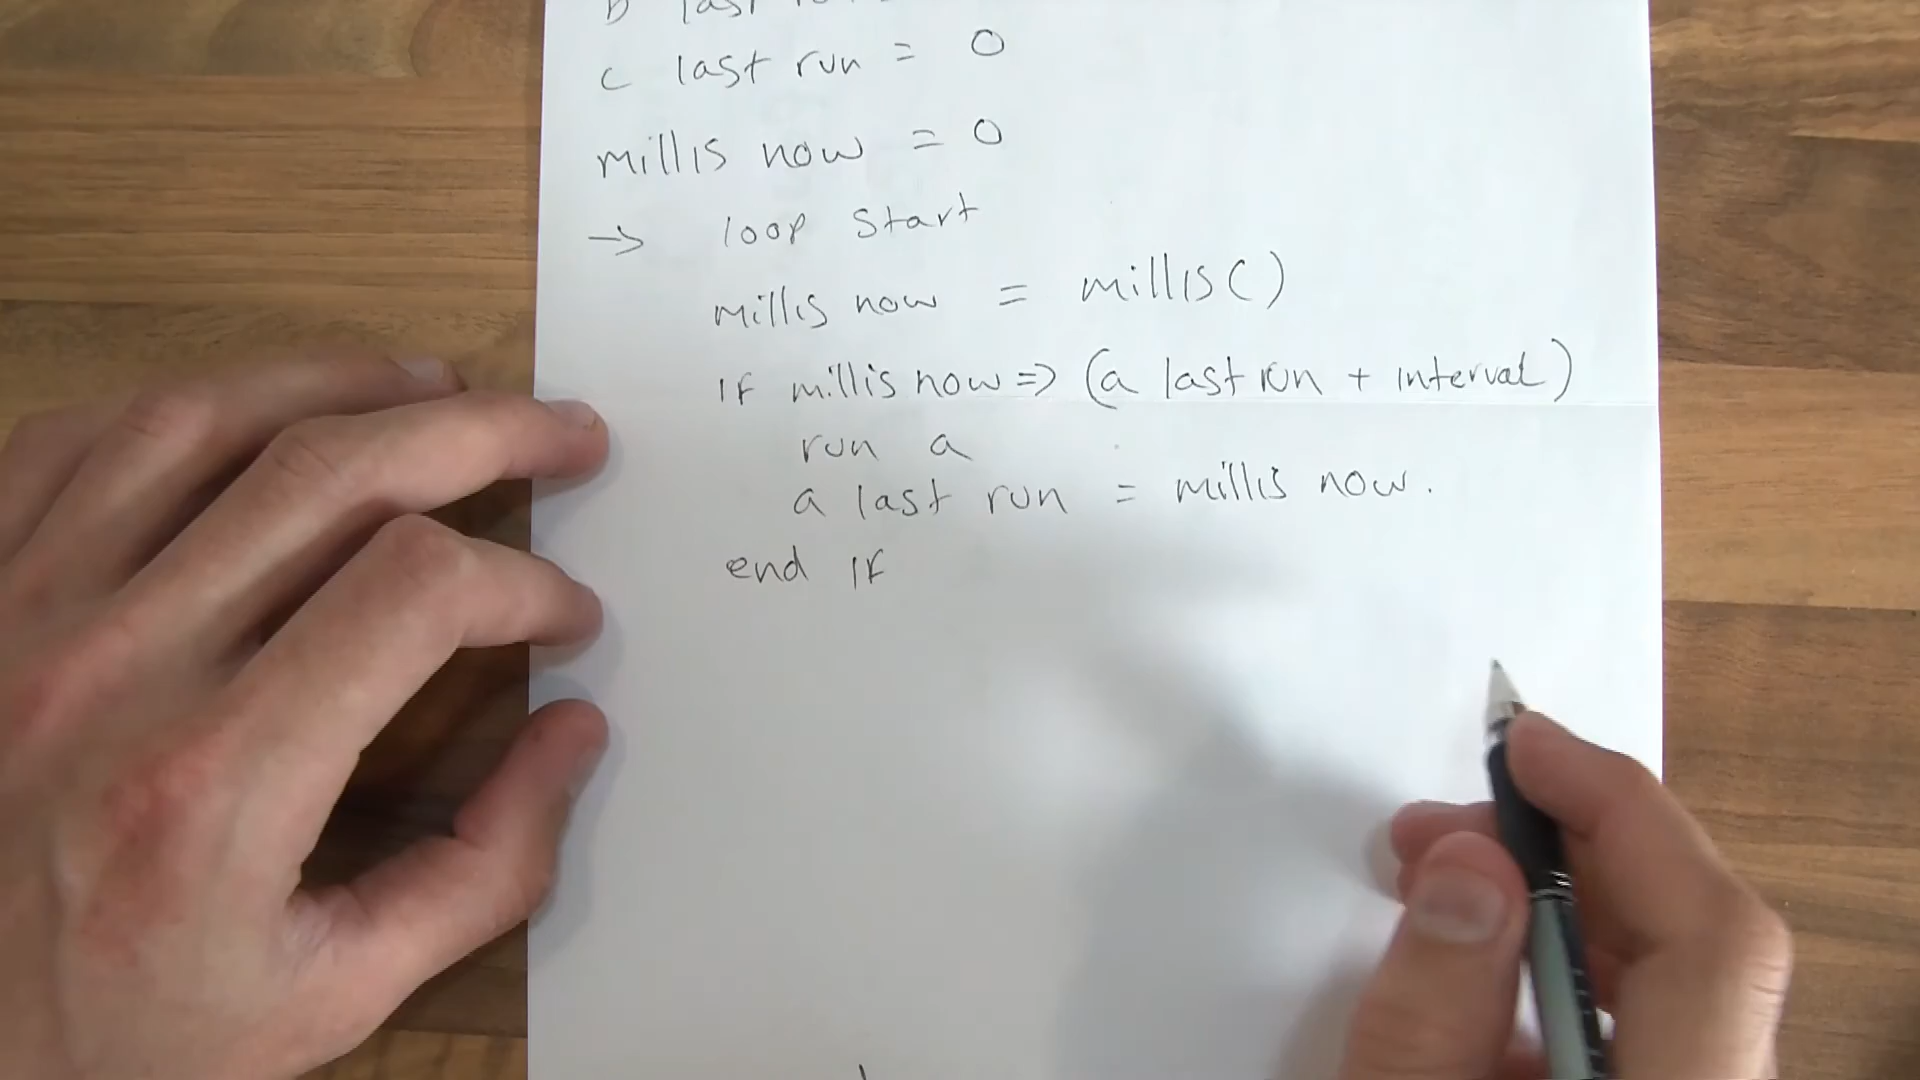 c last run = 0
millis now = 0
→ loop start
millis now = millis()
IF millis now => (a last run + interval)
run a
a last run = millis now.
end IF